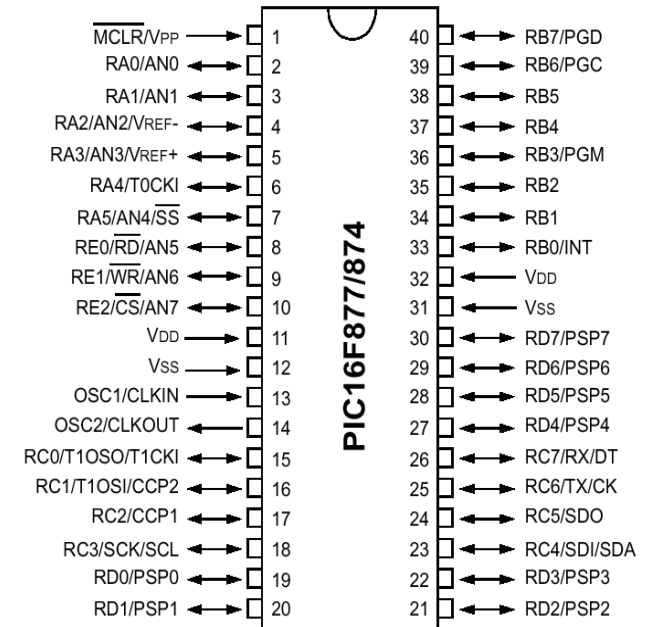 MCLR/VPP 1 40 RB7/PGD
RA0/AN0 2 39 RB6/PGC
RA1/AN1 3 38 RB5
RA2/AN2/VREF- 4 37 RB4
RA3/AN3/VREF+ 5 36 RB3/PGM
RA4/T0CKI 6 35 RB2
RA5/AN4/SS 7 34 RB1
RE0/RD/AN5 8 33 RB0/INT
RE1/WR/AN6 9 32 VDD
RE2/CS/AN7 10 31 VSS
VDD 11 30 RD7/PSP7
VSS 12 29 RD6/PSP6
OSC1/CLKIN 13 28 RD5/PSP5
OSC2/CLKOUT 14 27 RD4/PSP4
RC0/T1OSO/T1CKI 15 26 RC7/RX/DT
RC1/T1OSI/CCP2 16 25 RC6/TX/CK
RC2/CCP1 17 24 RC5/SDO
RC3/SCK/SCL 18 23 RC4/SDI/SDA
RD0/PSP0 19 22 RD3/PSP3
RD1/PSP1 20 21 RD2/PSP2
PIC16F877/874